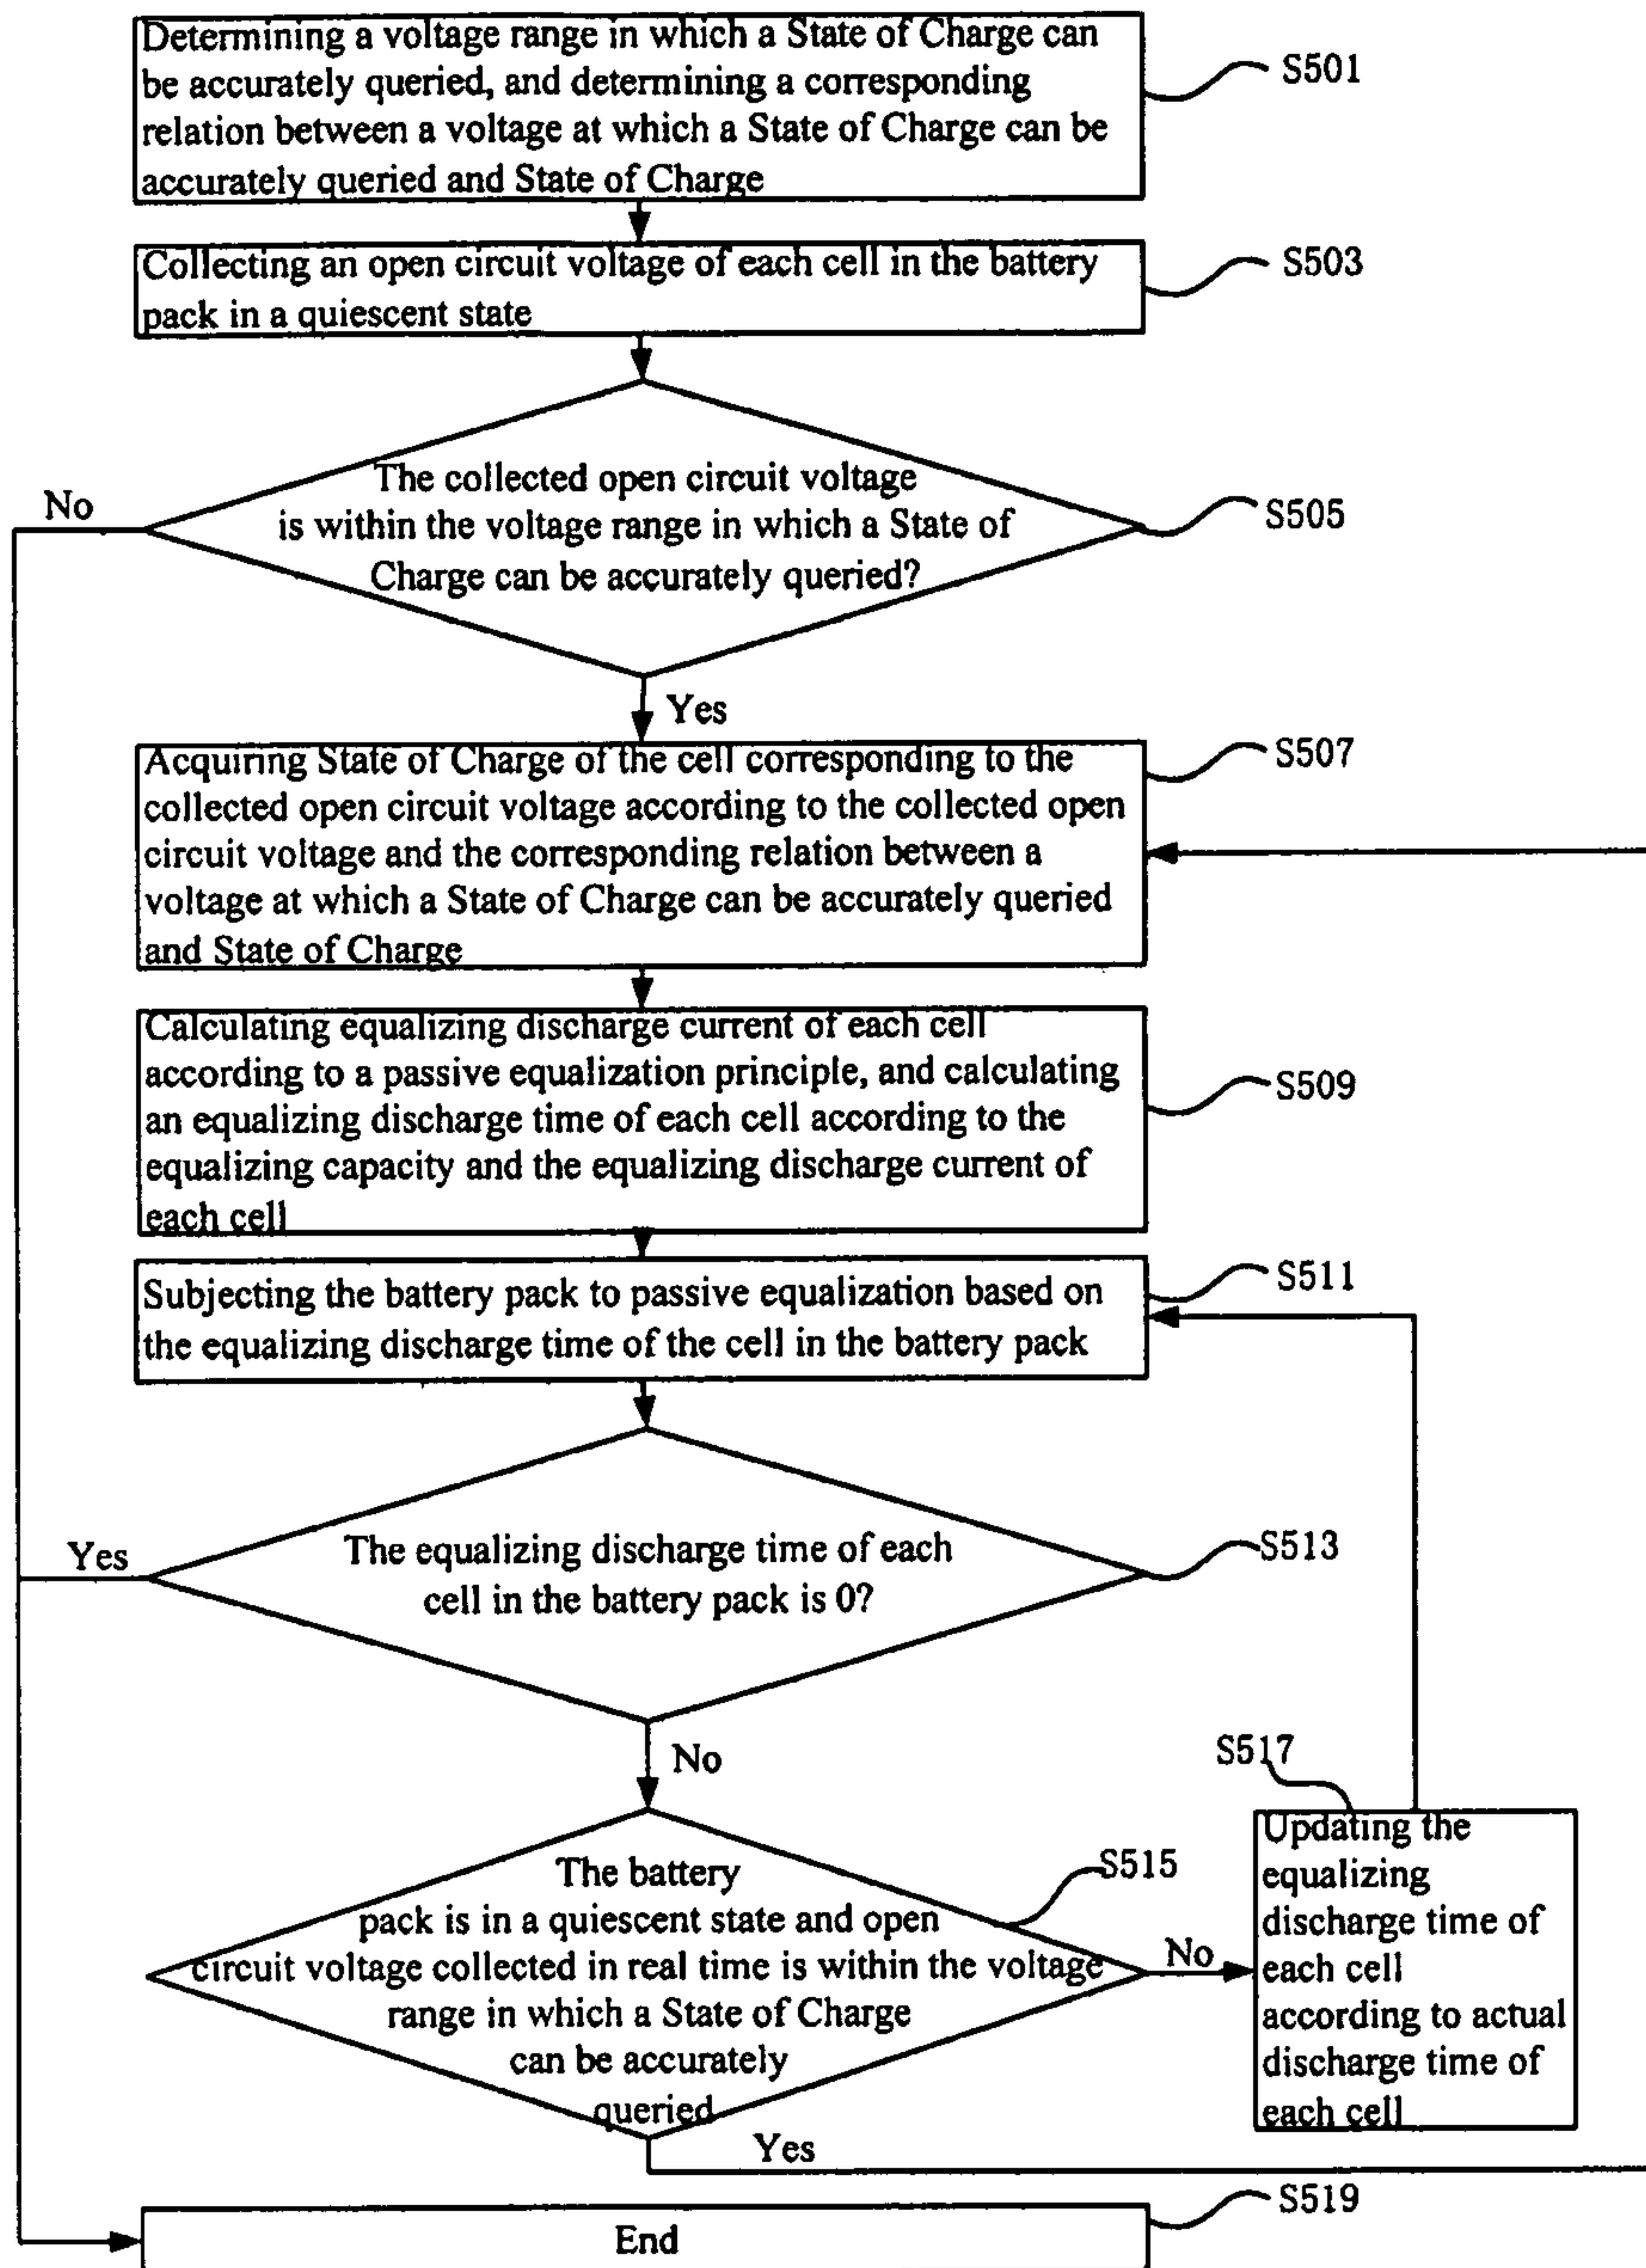 Determining a voltage range in which a State of Charge can
be accurately queried, and determining a corresponding
relation between a voltage at which a State of Charge can be
accurately queried and State of Charge
S501
Collecting an open circuit voltage of each cell in the battery
pack in a quiescent state
S503
The collected open circuit voltage
is within the voltage range in which a State of
Charge can be accurately queried?
S505
No
Yes
Acquiring State of Charge of the cell corresponding to the
collected open circuit voltage according to the collected open
circuit voltage and the corresponding relation between a
voltage at which a State of Charge can be accurately queried
and State of Charge
S507
Calculating equalizing discharge current of each cell
according to a passive equalization principle, and calculating
an equalizing discharge time of each cell according to the
equalizing capacity and the equalizing discharge current of
each cell
S509
Subjecting the battery pack to passive equalization based on
the equalizing discharge time of the cell in the battery pack
S511
The equalizing discharge time of each
cell in the battery pack is 0?
S513
Yes
No
The battery
pack is in a quiescent state and open
circuit voltage collected in real time is within the voltage
range in which a State of Charge
can be accurately
queried
S515
No
Yes
S517
Updating the
equalizing
discharge time of
each cell
according to actual
discharge time of
each cell
End
S519